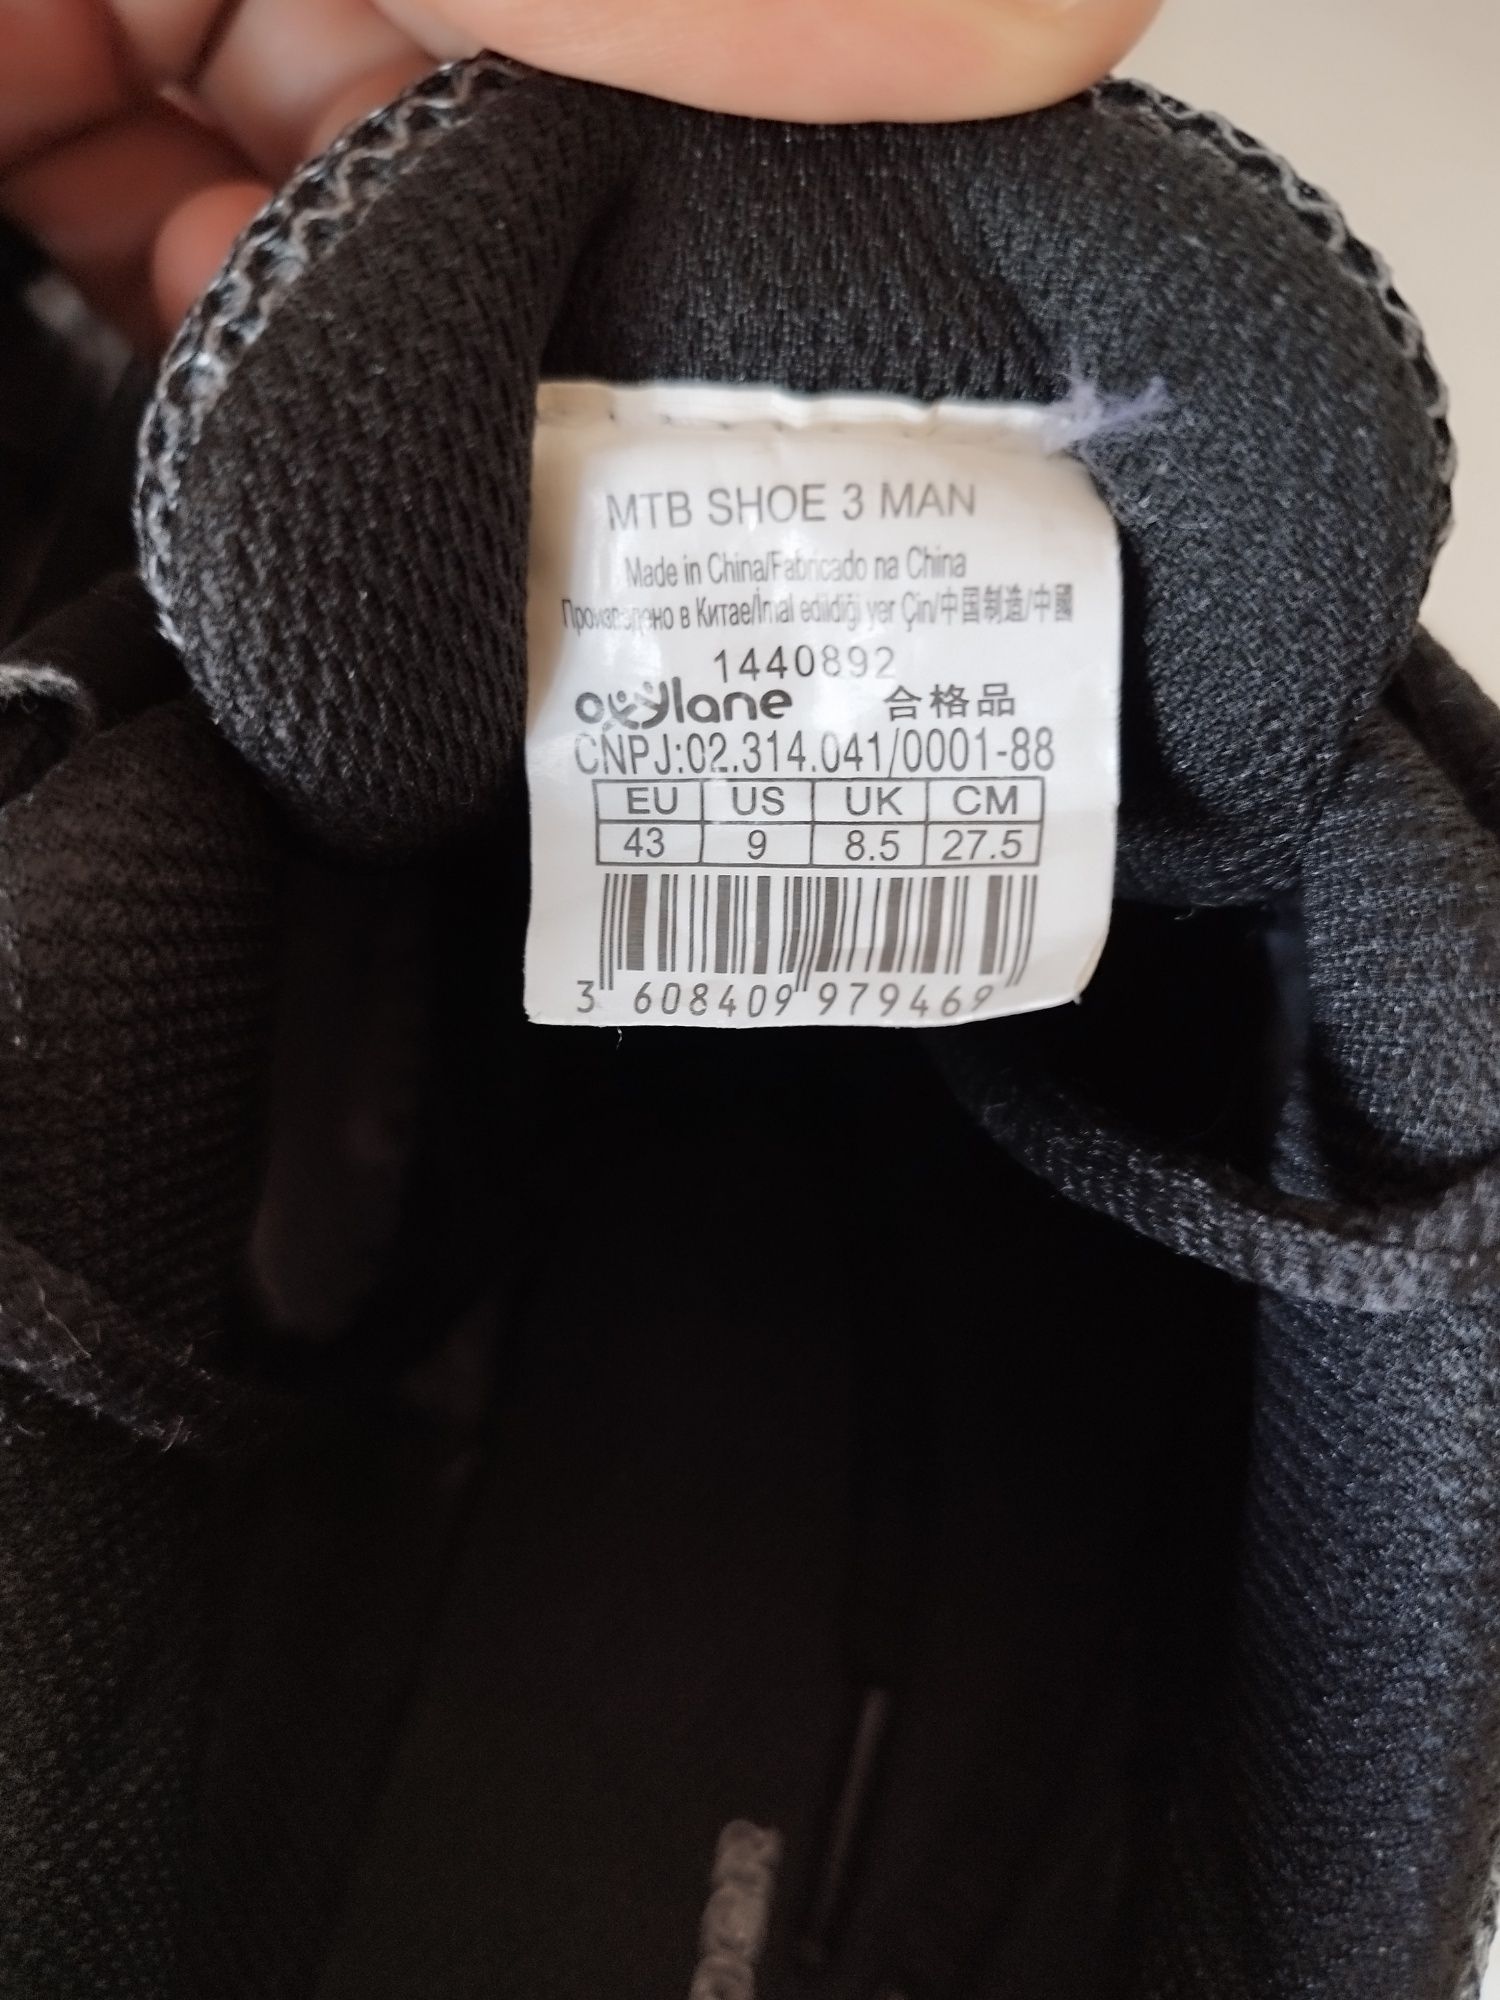 MTB SHOE 3 MAN
Made in China/Fabricado na China
Произведено в Китае/İmal edildiği yer Çin/中国制造/中國
1440892
oxylane 合格品
CNPJ:02.314.041/0001-88
EU US UK CM
43 9 8.5 27.5
3 608409 979469